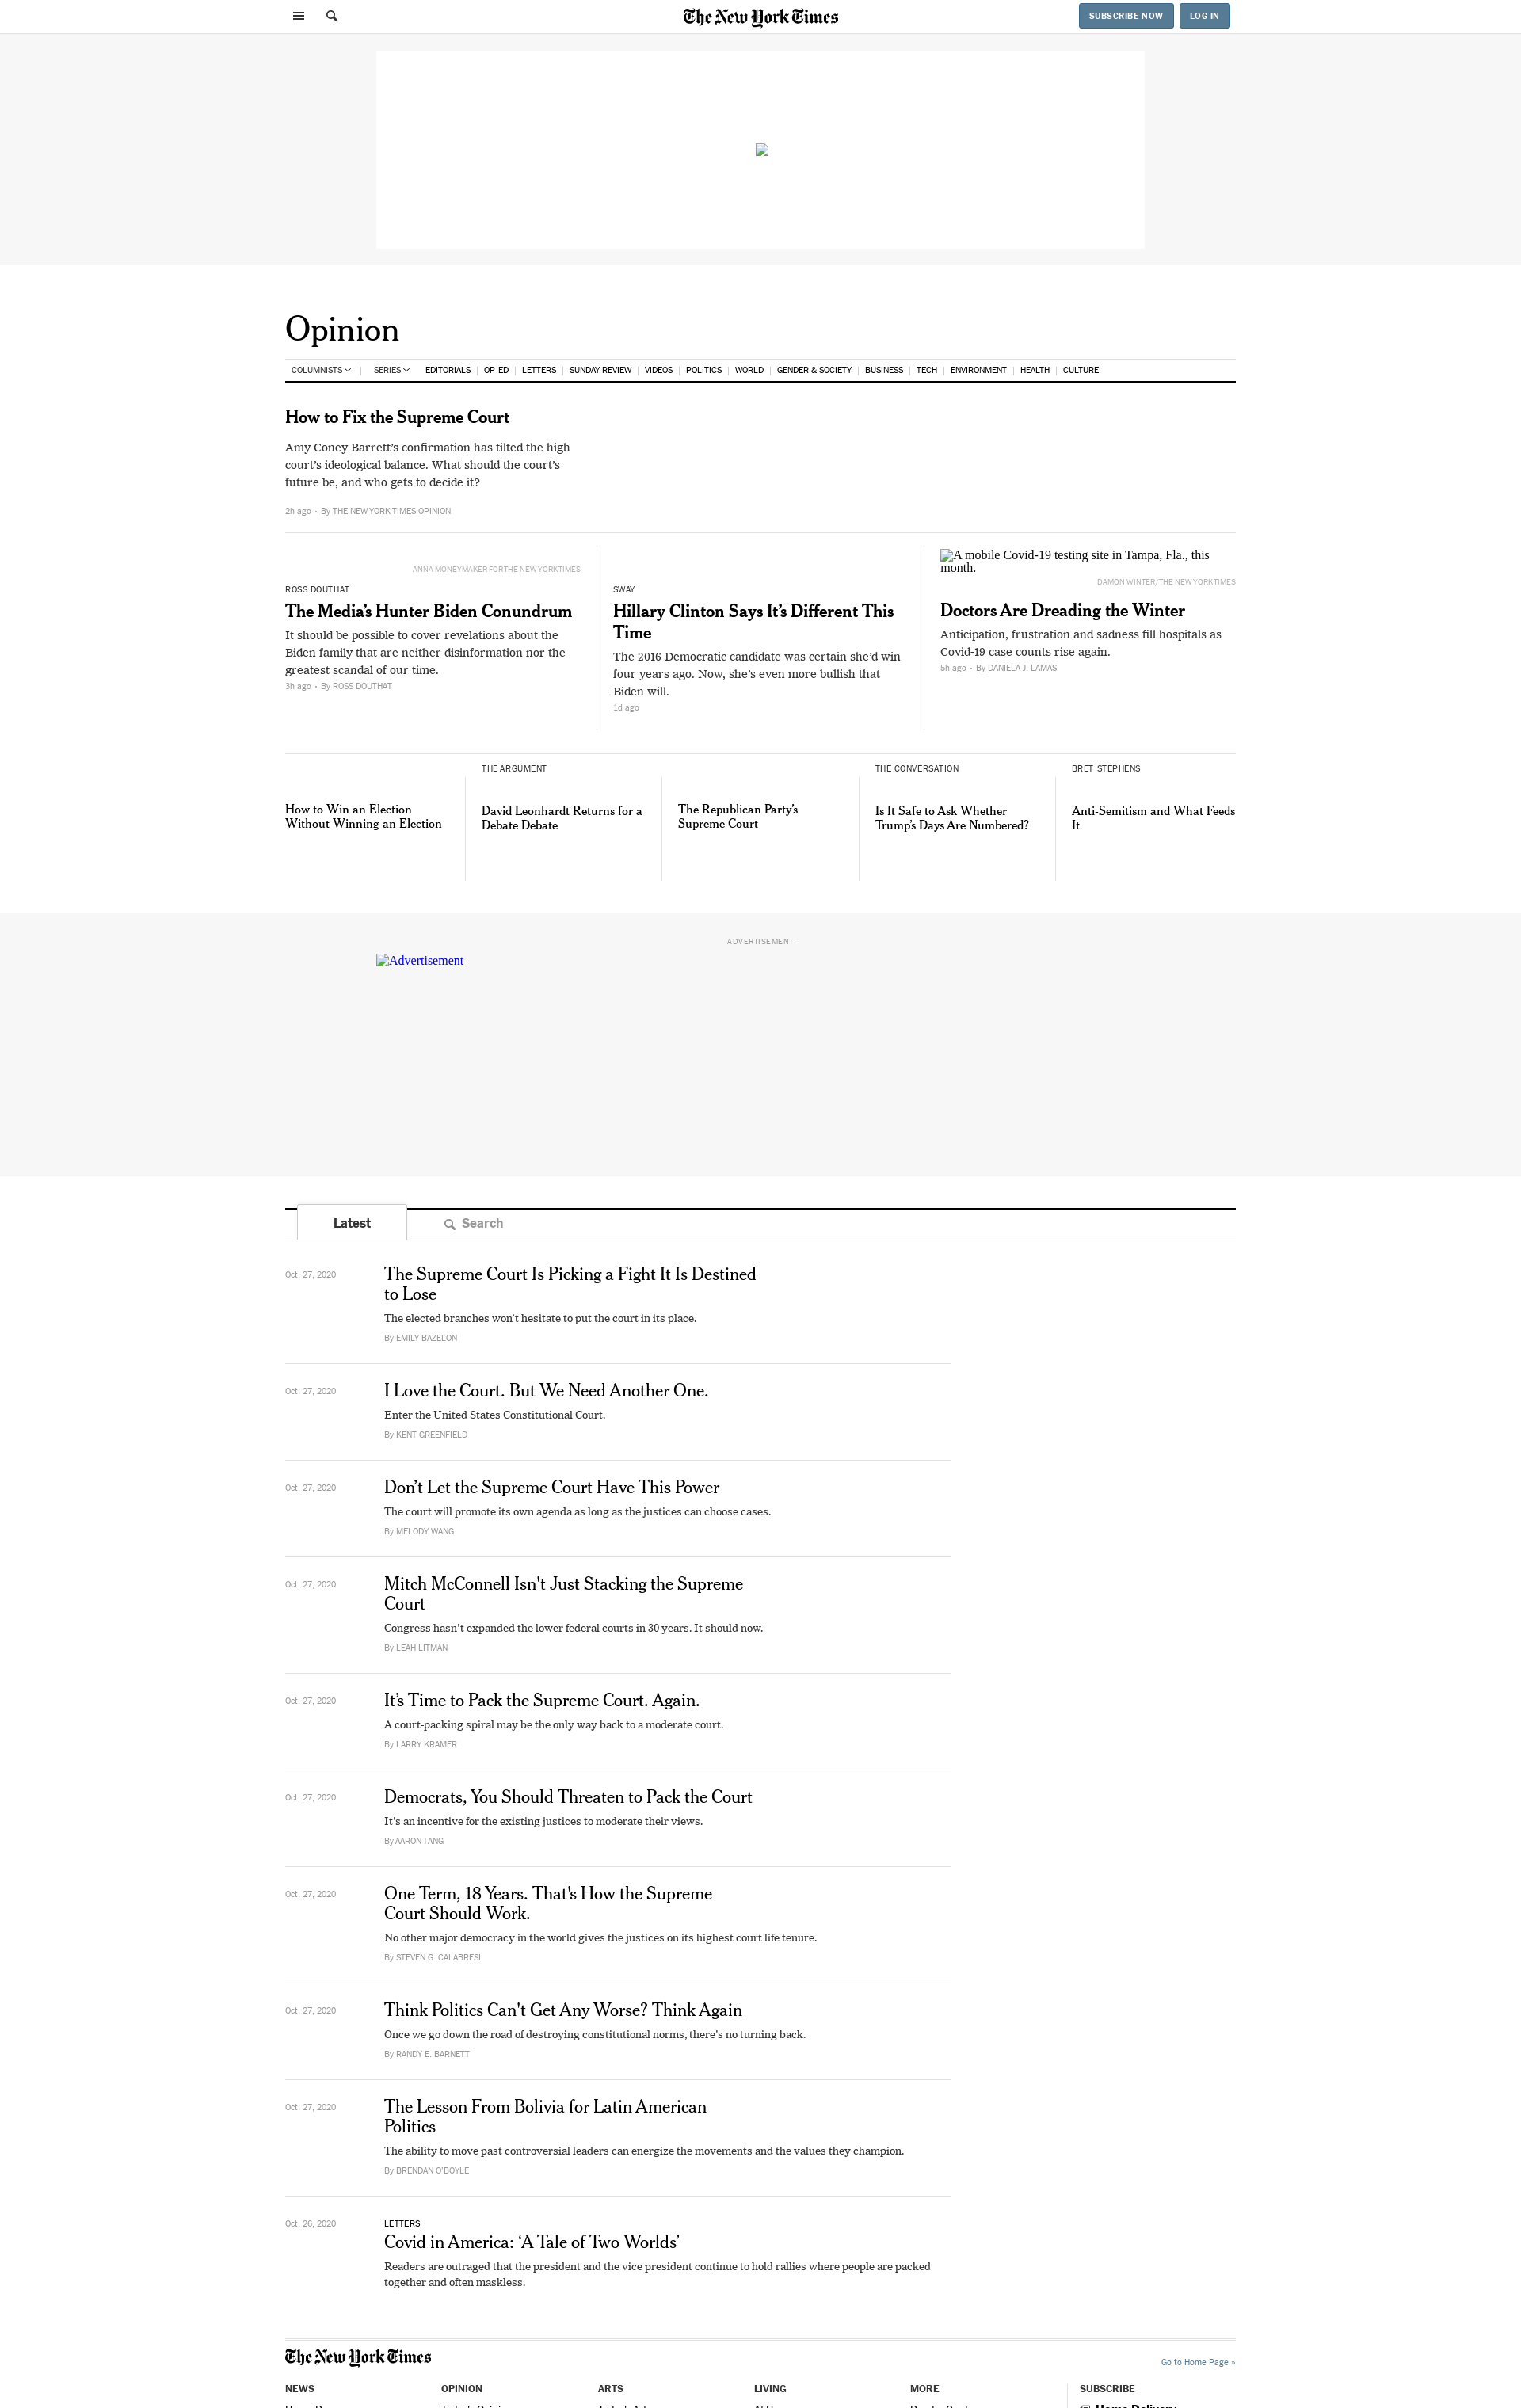 The New York Times
SUBSCRIBE NOW
LOG IN
Opinion
COLUMNISTS
SERIES
EDITORIALS
OP-ED
LETTERS
SUNDAY REVIEW
VIDEOS
POLITICS
WORLD
GENDER & SOCIETY
BUSINESS
TECH
ENVIRONMENT
HEALTH
CULTURE
How to Fix the Supreme Court
Amy Coney Barrett’s confirmation has tilted the high
court’s ideological balance. What should the court’s
future be, and who gets to decide it?
2h ago • By THE NEW YORK TIMES OPINION
ANNA MONEYMAKER FOR THE NEW YORK TIMES
ROSS DOUTHAT
The Media’s Hunter Biden Conundrum
It should be possible to cover revelations about the
Biden family that are neither disinformation nor the
greatest scandal of our time.
3h ago • By ROSS DOUTHAT
SWAY
Hillary Clinton Says It’s Different This
Time
The 2016 Democratic candidate was certain she’d win
four years ago. Now, she’s even more bullish that
Biden will.
1d ago
A mobile Covid-19 testing site in Tampa, Fla., this
month.
DAMON WINTER/THE NEW YORK TIMES
Doctors Are Dreading the Winter
Anticipation, frustration and sadness fill hospitals as
Covid-19 case counts rise again.
5h ago • By DANIELA J. LAMAS
How to Win an Election
Without Winning an Election
THE ARGUMENT
David Leonhardt Returns for a
Debate Debate
The Republican Party’s
Supreme Court
THE CONVERSATION
Is It Safe to Ask Whether
Trump’s Days Are Numbered?
BRET STEPHENS
Anti-Semitism and What Feeds
It
ADVERTISEMENT
Advertisement
Latest
Search
Oct. 27, 2020
The Supreme Court Is Picking a Fight It Is Destined
to Lose
The elected branches won’t hesitate to put the court in its place.
By EMILY BAZELON
Oct. 27, 2020
I Love the Court. But We Need Another One.
Enter the United States Constitutional Court.
By KENT GREENFIELD
Oct. 27, 2020
Don’t Let the Supreme Court Have This Power
The court will promote its own agenda as long as the justices can choose cases.
By MELODY WANG
Oct. 27, 2020
Mitch McConnell Isn't Just Stacking the Supreme
Court
Congress hasn’t expanded the lower federal courts in 30 years. It should now.
By LEAH LITMAN
Oct. 27, 2020
It’s Time to Pack the Supreme Court. Again.
A court-packing spiral may be the only way back to a moderate court.
By LARRY KRAMER
Oct. 27, 2020
Democrats, You Should Threaten to Pack the Court
It’s an incentive for the existing justices to moderate their views.
By AARON TANG
Oct. 27, 2020
One Term, 18 Years. That's How the Supreme
Court Should Work.
No other major democracy in the world gives the justices on its highest court life tenure.
By STEVEN G. CALABRESI
Oct. 27, 2020
Think Politics Can't Get Any Worse? Think Again
Once we go down the road of destroying constitutional norms, there’s no turning back.
By RANDY E. BARNETT
Oct. 27, 2020
The Lesson From Bolivia for Latin American
Politics
The ability to move past controversial leaders can energize the movements and the values they champion.
By BRENDAN O’BOYLE
Oct. 26, 2020
LETTERS
Covid in America: ‘A Tale of Two Worlds’
Readers are outraged that the president and the vice president continue to hold rallies where people are packed
together and often maskless.
The New York Times
Go to Home Page »
NEWS
OPINION
ARTS
LIVING
MORE
SUBSCRIBE